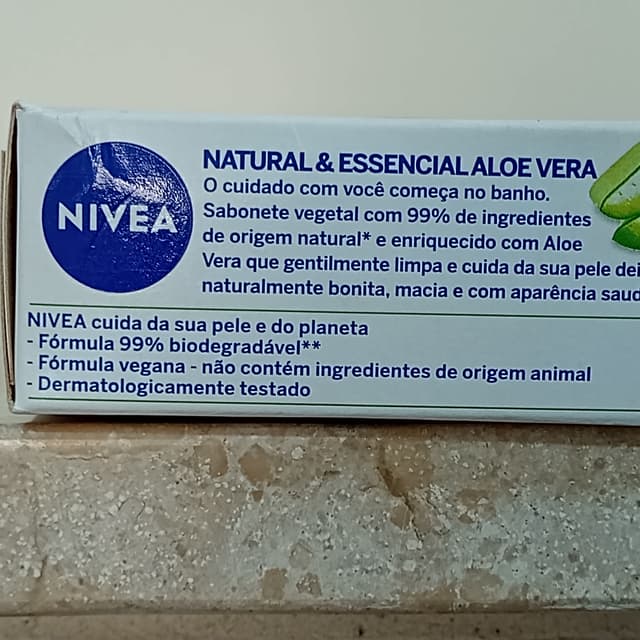 NIVEA
NATURAL & ESSENCIAL ALOE VERA
O cuidado com você começa no banho.
Sabonete vegetal com 99% de ingredientes
de origem natural* e enriquecido com Aloe
Vera que gentilmente limpa e cuida da sua pele
naturalmente bonita, macia e com aparência
NIVEA cuida da sua pele e do planeta
- Fórmula 99% biodegradável**
- Fórmula vegana - não contém ingredientes de origem animal
- Dermatologicamente testado